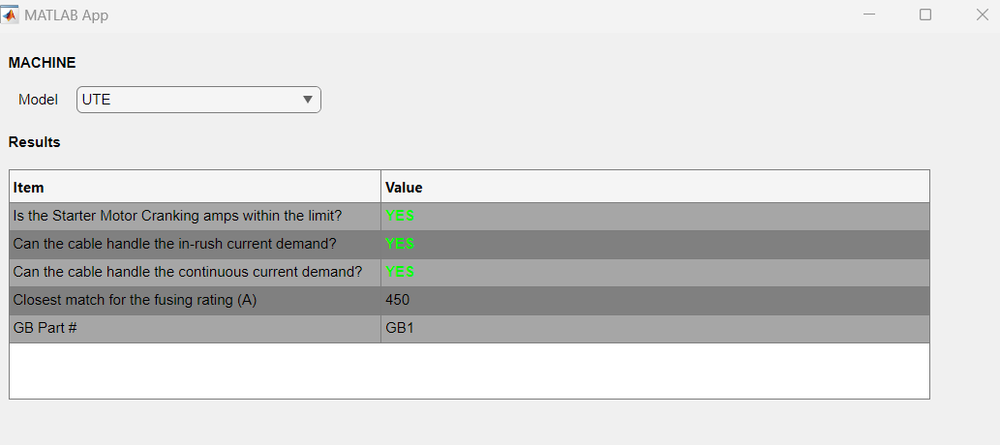 MATLAB App
MACHINE
Model UTE
Results
Item Value
Is the Starter Motor Cranking amps within the limit? YES
Can the cable handle the in-rush current demand? YES
Can the cable handle the continuous current demand? YES
Closest match for the fusing rating (A) 450
GB Part # GB1